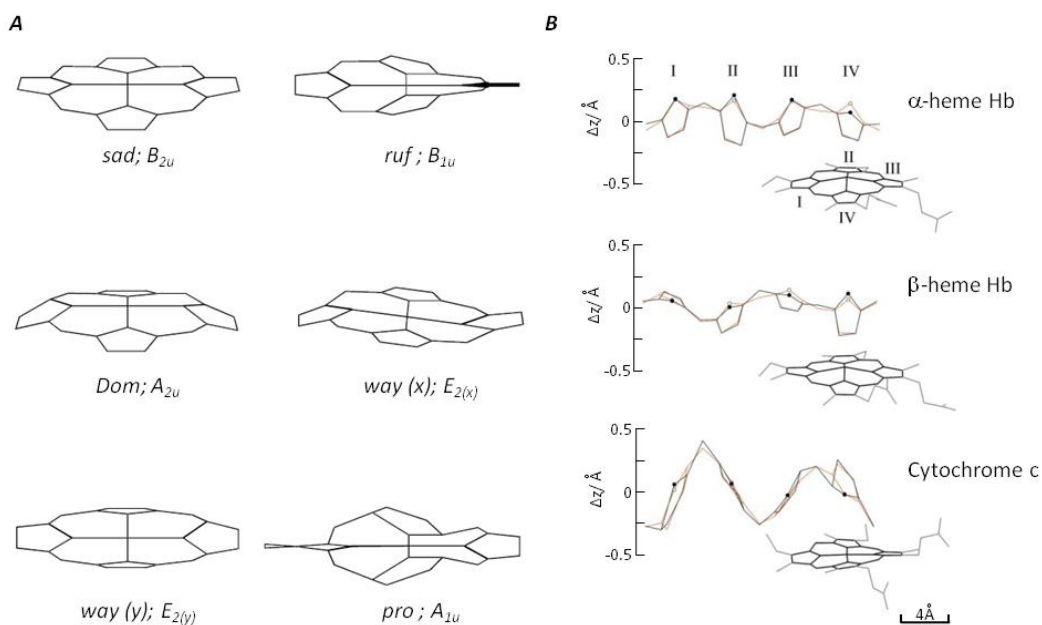 A
sad; B2u
ruf ; B1u
Dom; A2u
way (x); E2(x)
way (y); E2(y)
pro ; A1u
B
0.5
I II III IV
α-heme Hb
Δz/ Å
0
-0.5
II
III
I
IV
0.5
β-heme Hb
Δz/ Å
0
-0.5
0.5
Cytochrome c
Δz/ Å
0
-0.5
4Å